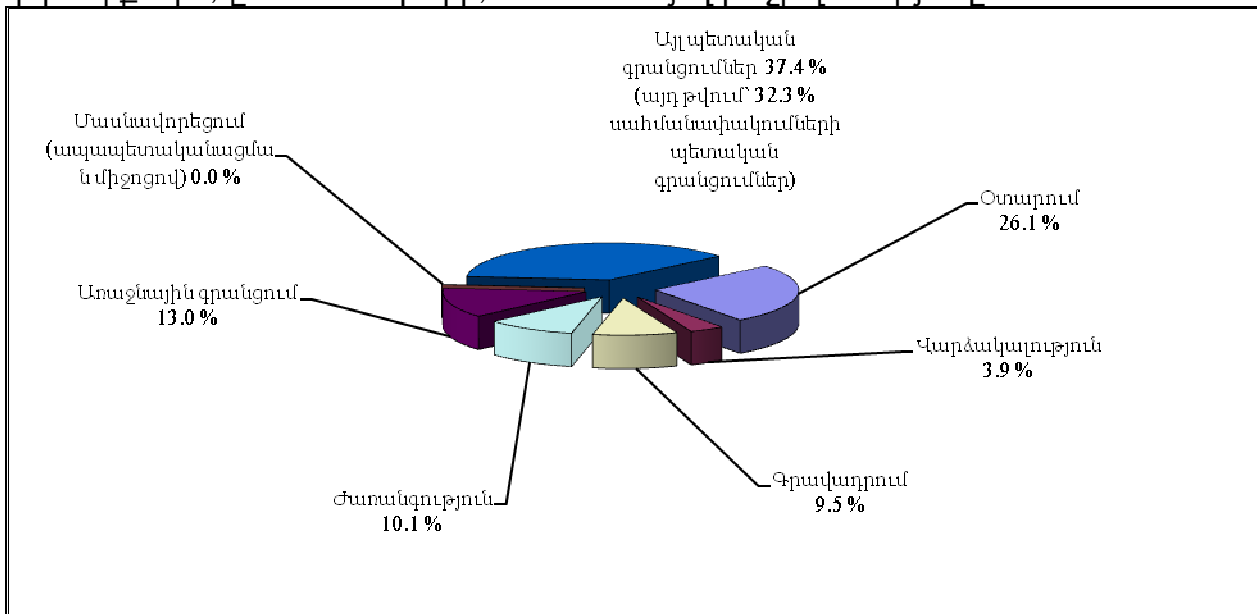 Այլ պետական
գրանցումներ 37.4 %
(այդ թվում՝ 32.3 %
սահմանափակումների
պետական
գրանցումներ)
Մասնավորեցում
(ապապետականացմա
ն միջոցով) 0.0 %
Օտարում
26.1 %
Առաջնային գրանցում
13.0 %
Վարձակալություն
3.9 %
Գրավադրում
9.5 %
Ժառանգություն
10.1 %